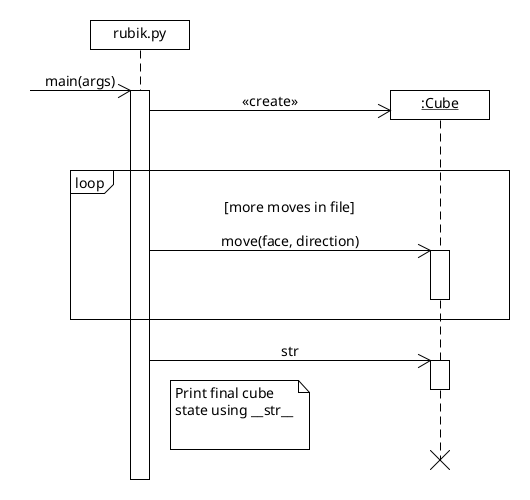 rubik.py
main(args)
«create»
:Cube
loop
[more moves in file]
move(face, direction)
str
Print final cube
state using __str__